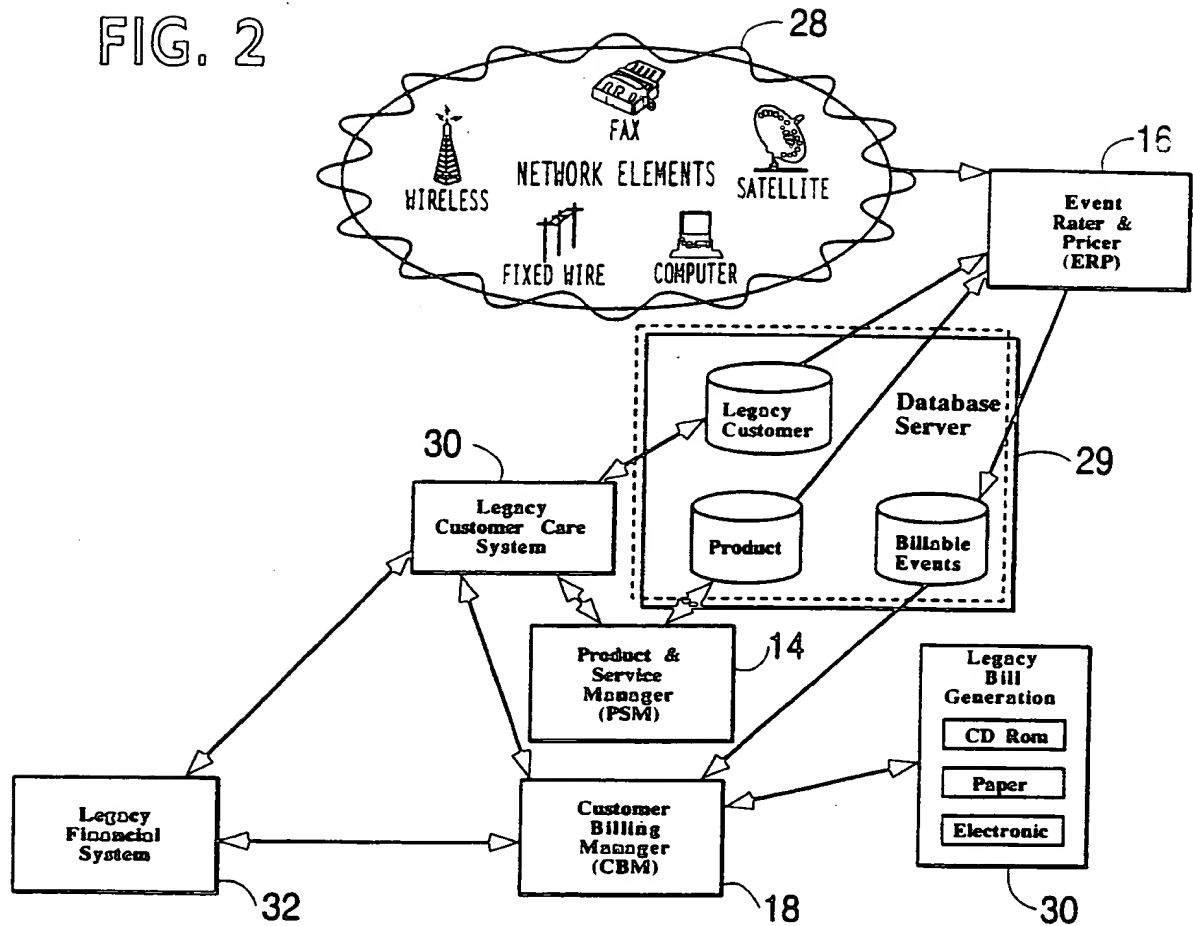 FIG. 2
28
FAX
WIRELESS
NETWORK ELEMENTS
SATELLITE
FIXED WIRE
COMPUTER
16
Event
Rater &
Pricer
(ERP)
Legacy
Customer
Database
Server
29
30
Legacy
Customer Care
System
Product
Billable
Events
14
Product &
Service
Manager
(PSM)
Legacy
Bill
Generation
CD Rom
Paper
Electronic
30
Legacy
Financial
System
32
Customer
Billing
Manager
(CBM)
18